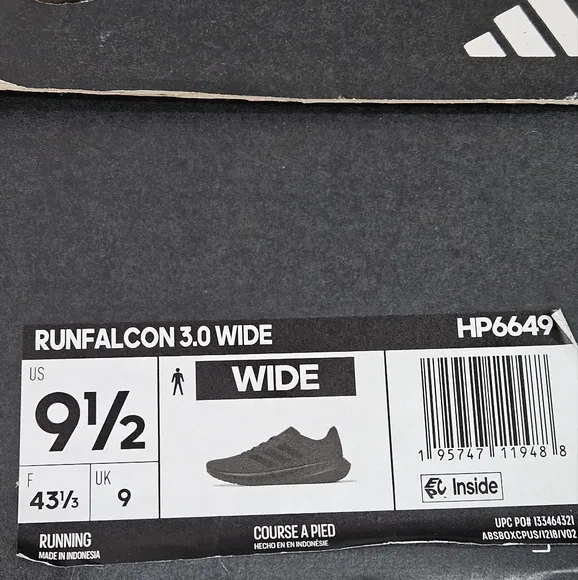 RUNFALCON 3.0 WIDE
HP6649
US
9½
WIDE
F
43⅓
UK
9
1 95747 11948 8
Inside
RUNNING
MADE IN INDONESIA
COURSE A PIED
HECHO EN EN INDONÉSIE
UPC PO# 133464321
ABSBOXCPUS/1218/V02